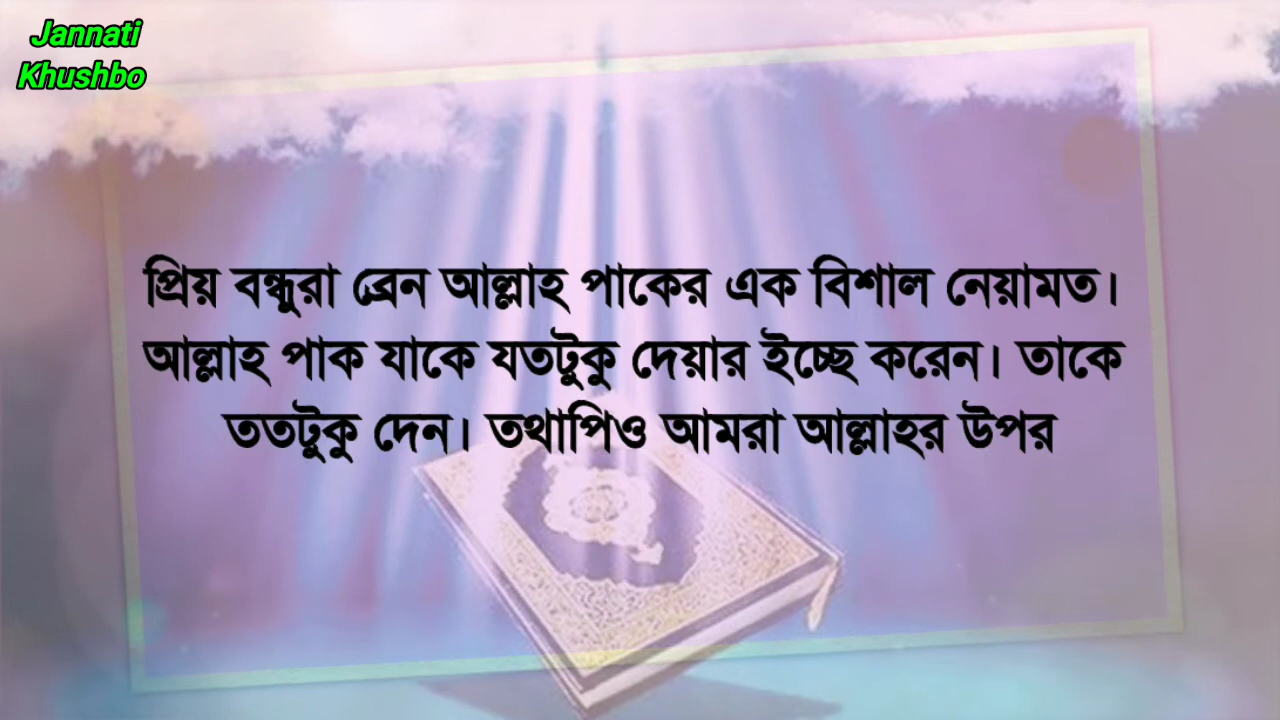 Jannati
Khushbo
প্রিয় বন্ধুরা ব্রেন আল্লাহ পাকের এক বিশাল নেয়ামত।
আল্লাহ পাক যাকে যতটুকু দেয়ার ইচ্ছে করেন। তাকে
ততটুকু দেন। তথাপিও আমরা আল্লাহর উপর